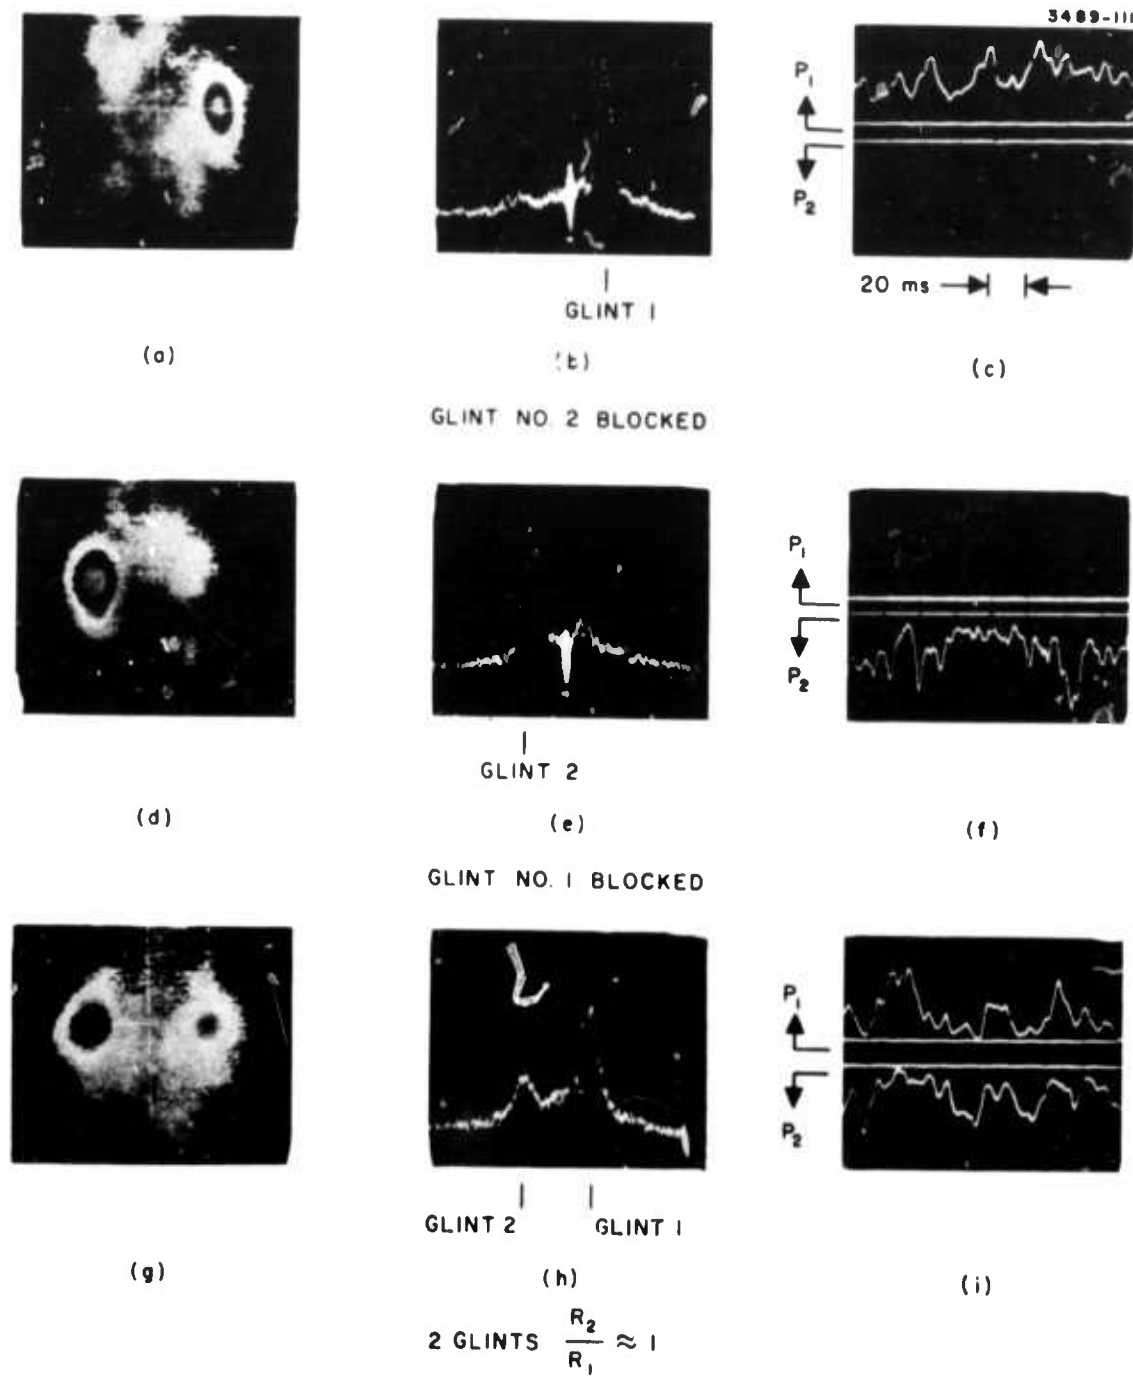 3489-111
P₁
P₂
20 ms
GLINT 1
(a)
(b)
(c)
GLINT NO. 2 BLOCKED
P₁
P₂
GLINT 2
(d)
(e)
(f)
GLINT NO. 1 BLOCKED
P₁
P₂
GLINT 2
GLINT 1
(g)
(h)
(i)
2 GLINTS R₂/R₁ ≈ 1